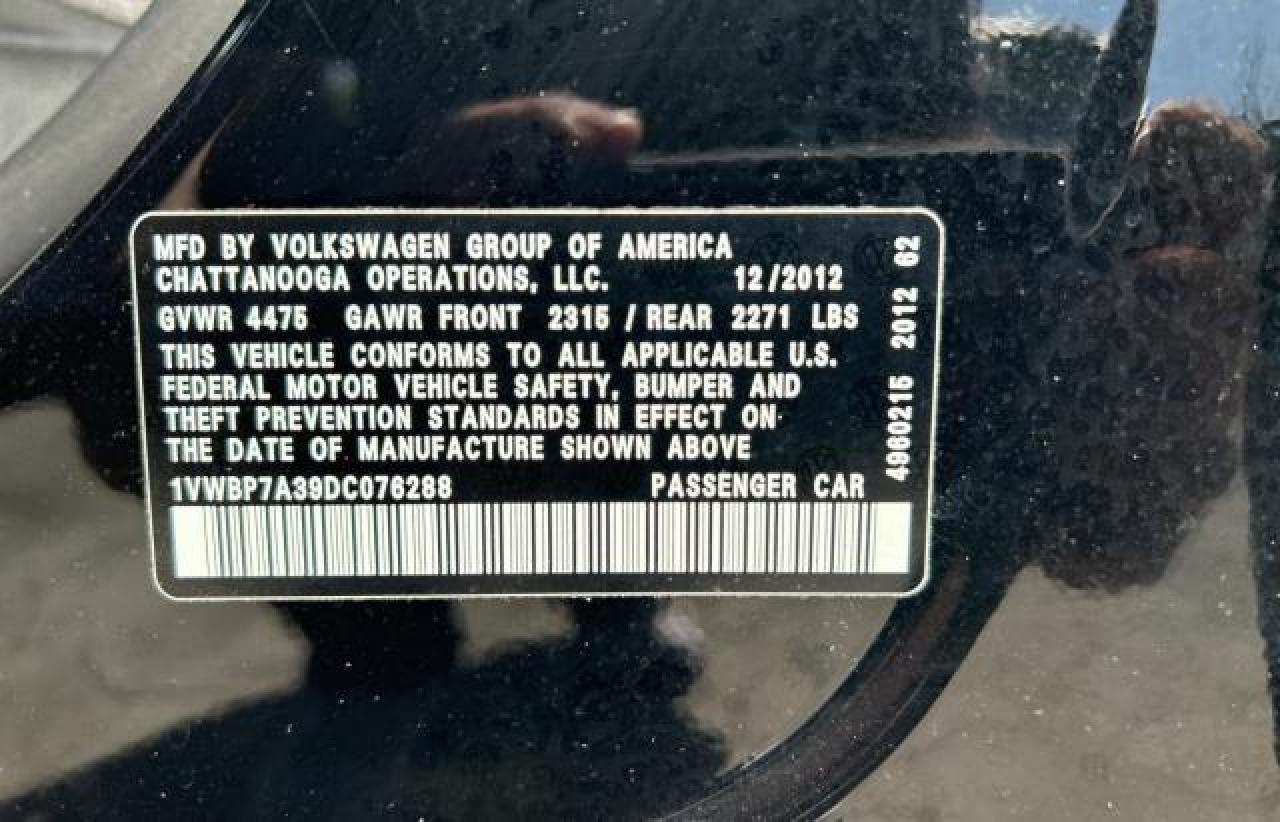 MFD BY VOLKSWAGEN GROUP OF AMERICA
CHATTANOOGA OPERATIONS, LLC. 12/2012
GVWR 4475 GAWR FRONT 2315 / REAR 2271 LBS
THIS VEHICLE CONFORMS TO ALL APPLICABLE U.S.
FEDERAL MOTOR VEHICLE SAFETY, BUMPER AND
THEFT PREVENTION STANDARDS IN EFFECT ON
THE DATE OF MANUFACTURE SHOWN ABOVE
1VWBP7A39DC076288 PASSENGER CAR
4960215 2012 62